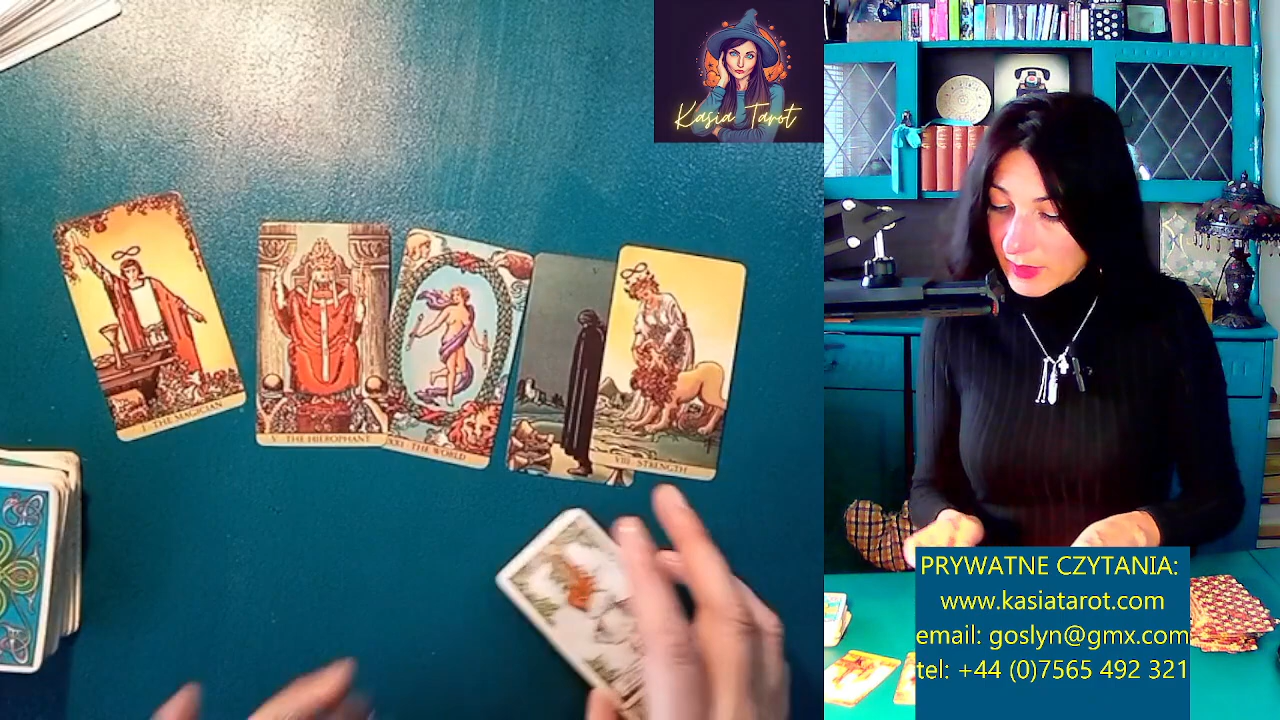 Kasia Tarot
I · THE MAGICIAN
V · THE HIEROPHANT
XXI · THE WORLD
VIII · STRENGTH
PRYWATNE CZYTANIA:
www.kasiatarot.com
email: goslyn@gmx.com
tel: +44 (0)7565 492 321